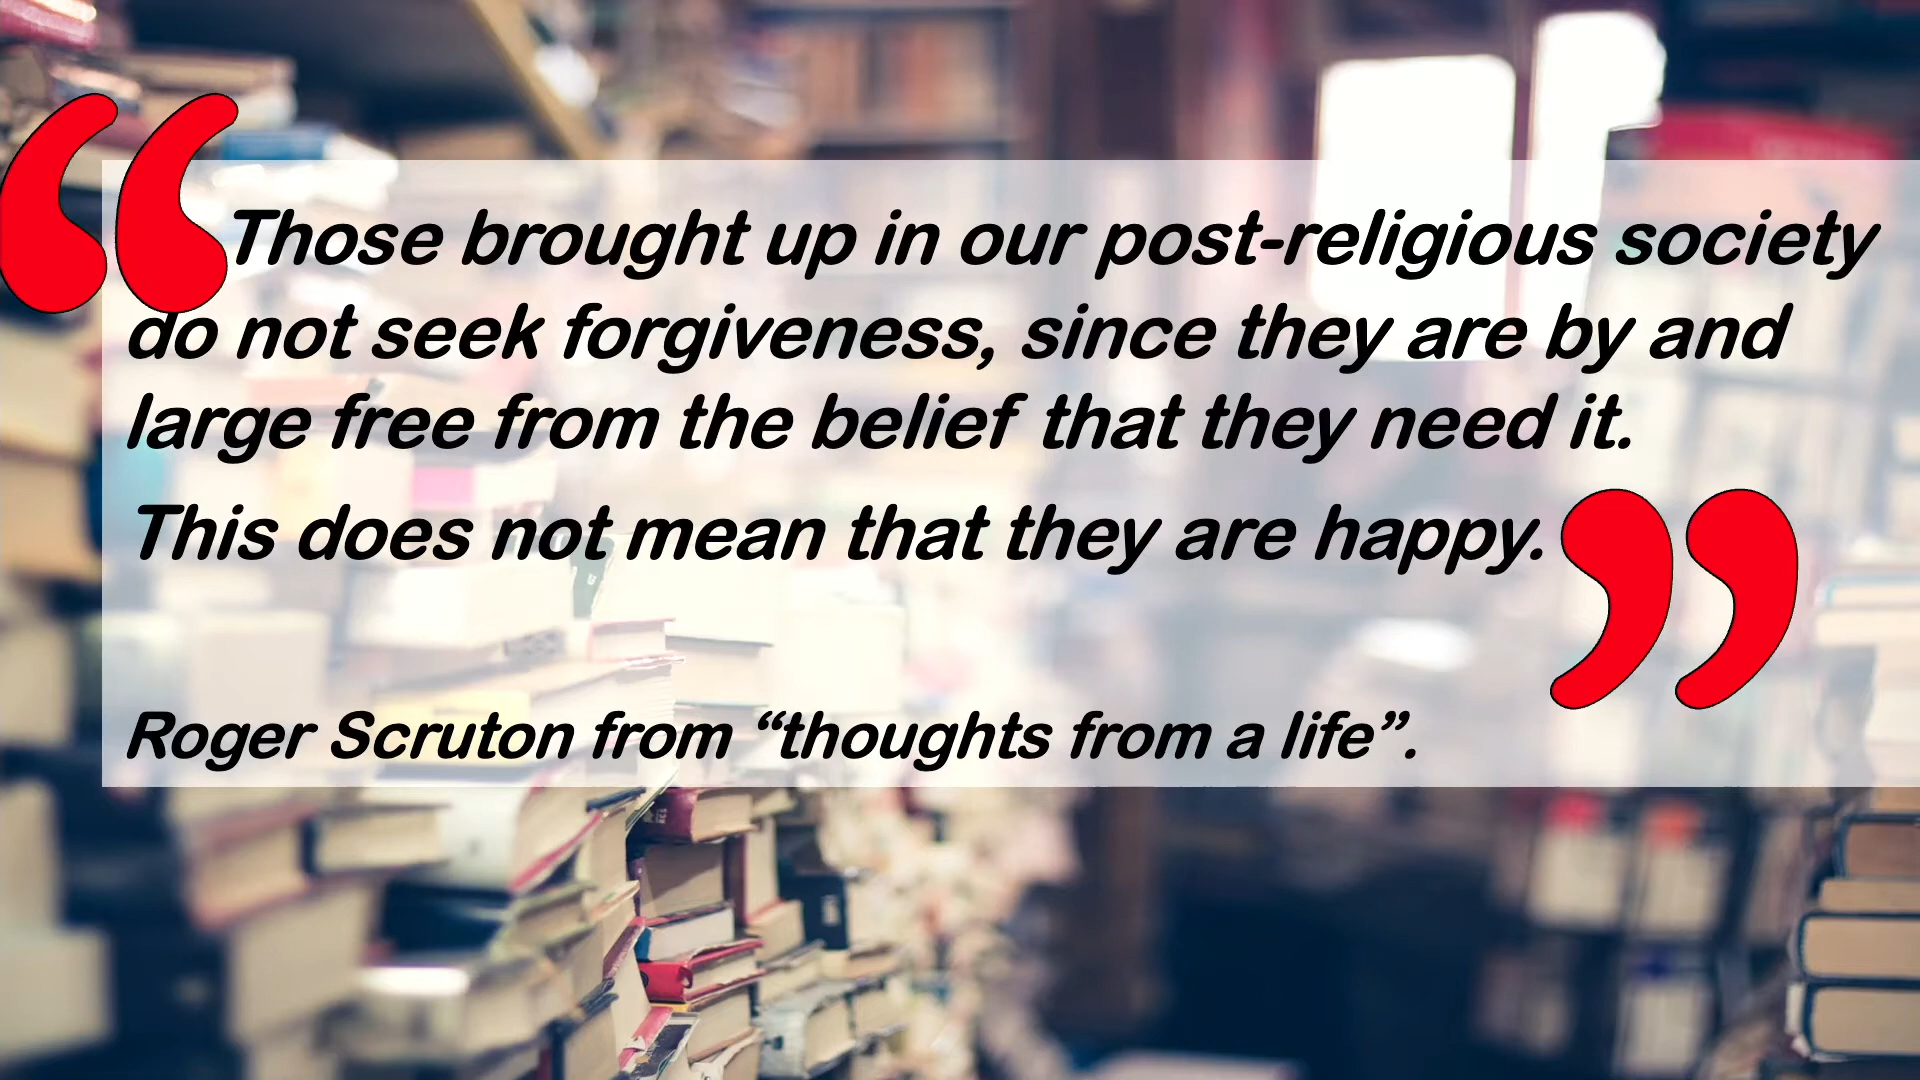 “Those brought up in our post-religious society
do not seek forgiveness, since they are by and
large free from the belief that they need it.
This does not mean that they are happy.”
Roger Scruton from “thoughts from a life”.